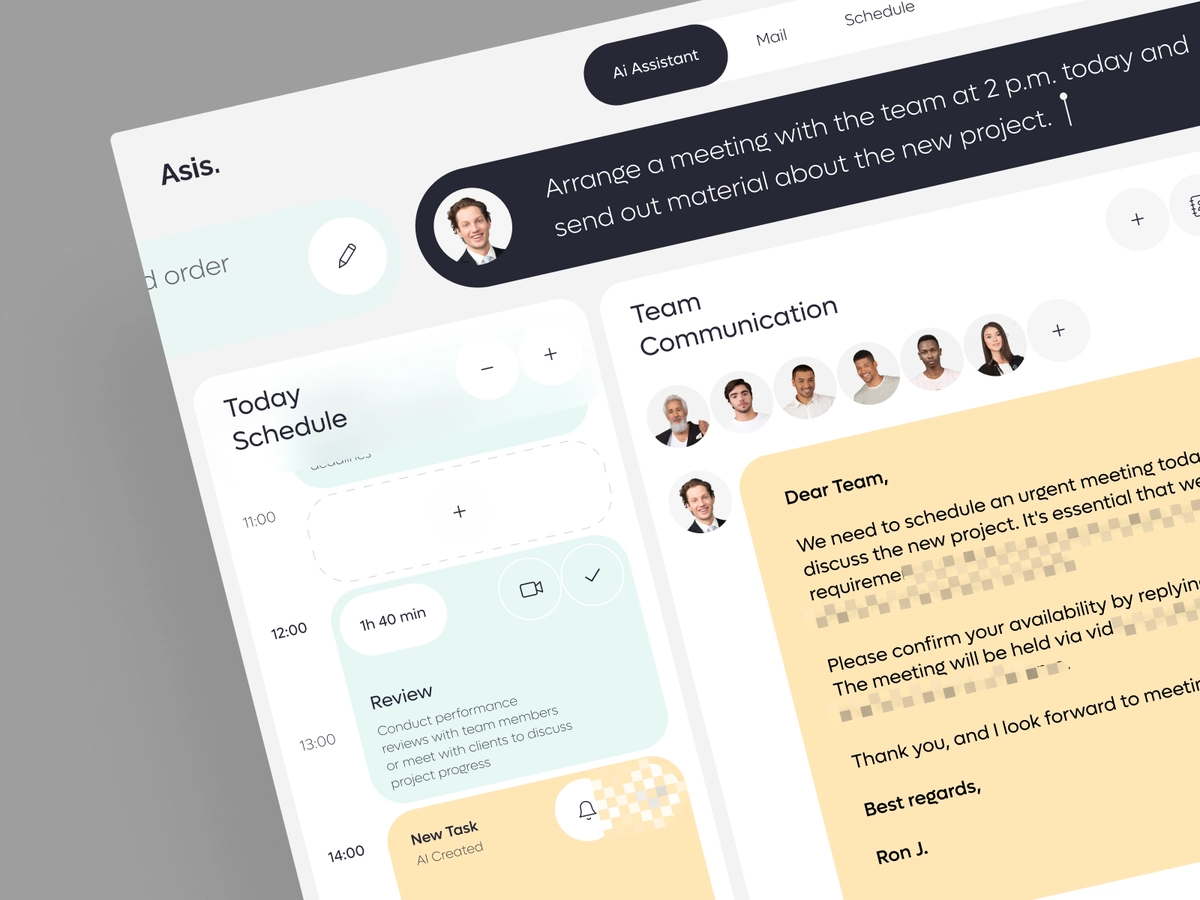 Ai Assistant
Mail
Schedule
Asis.
Arrange a meeting with the team at 2 p.m. today and
send out material about the new project.
order
Today
Schedule
11:00
12:00
13:00
14:00
1h 40 min
Review
Conduct performance
reviews with team members
or meet with clients to discuss
project progress
New Task
AI Created
Team
Communication
Dear Team,
We need to schedule an urgent meeting toda
discuss the new project. It's essential that we
requireme
Please confirm your availability by replyin
The meeting will be held via vid
Thank you, and I look forward to meetin
Best regards,
Ron J.